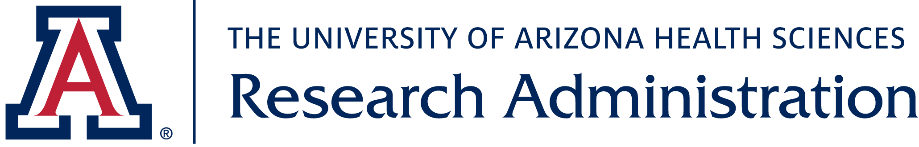 A®
THE UNIVERSITY OF ARIZONA HEALTH SCIENCES
Research Administration